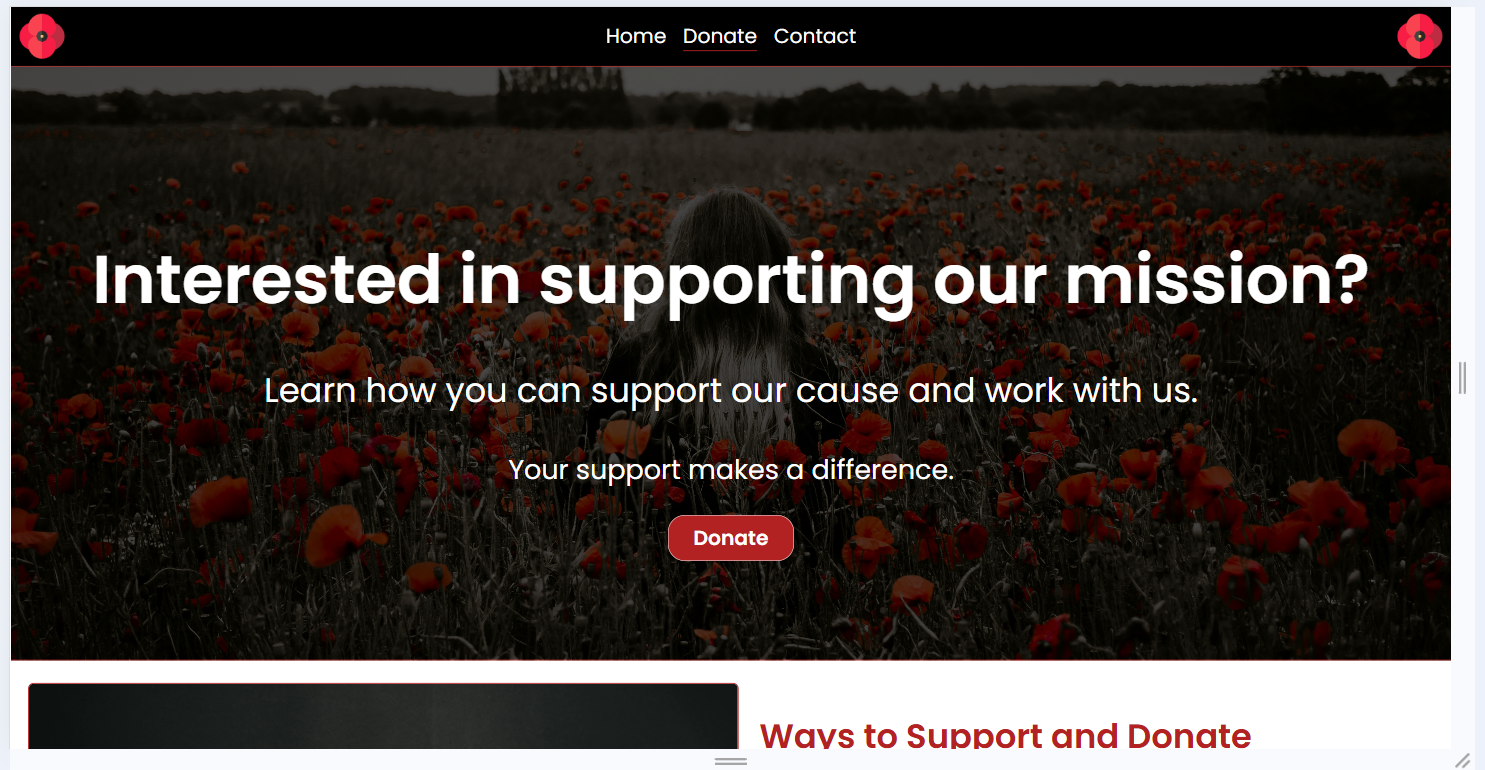 Home Donate Contact
Interested in supporting our mission?
Learn how you can support our cause and work with us.
Your support makes a difference.
Donate
Ways to Support and Donate